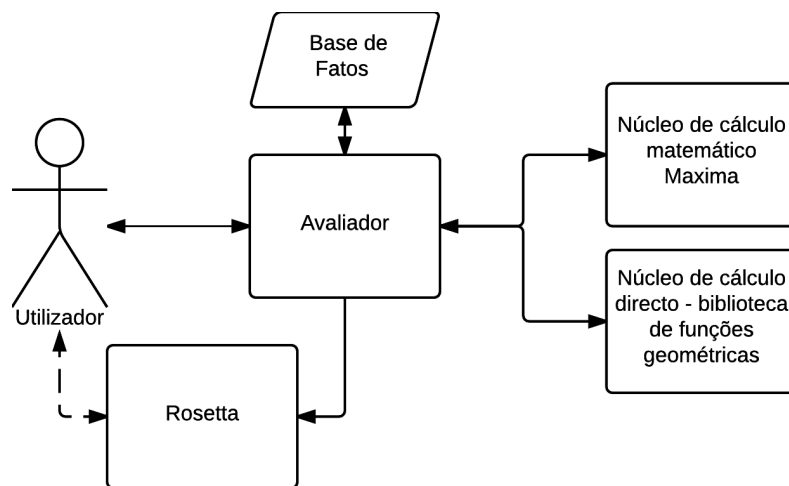 Base de
Fatos
Núcleo de cálculo
matemático
Maxima
Avaliador
Núcleo de cálculo
directo - biblioteca
de funções
geométricas
Utilizador
Rosetta